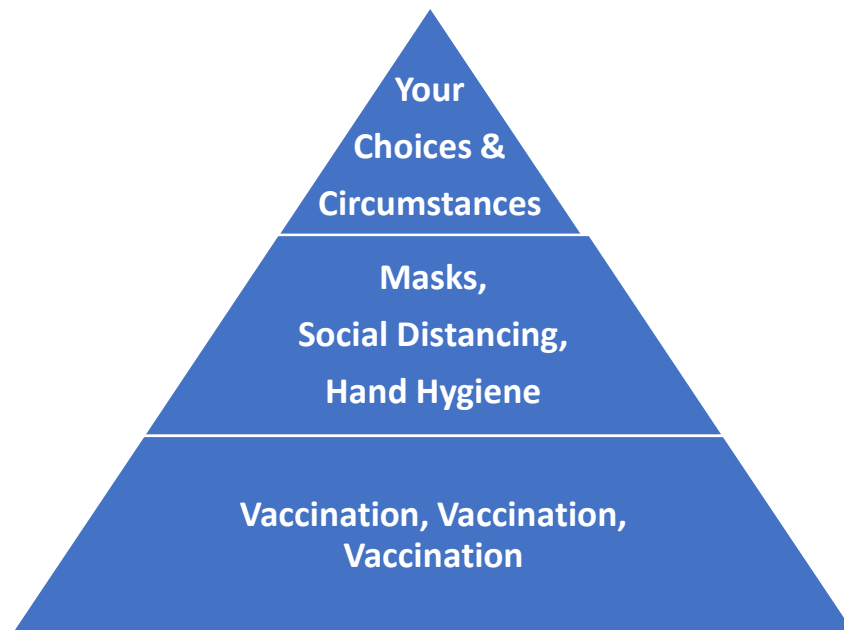 Your
Choices &
Circumstances
Masks,
Social Distancing,
Hand Hygiene
Vaccination, Vaccination,
Vaccination